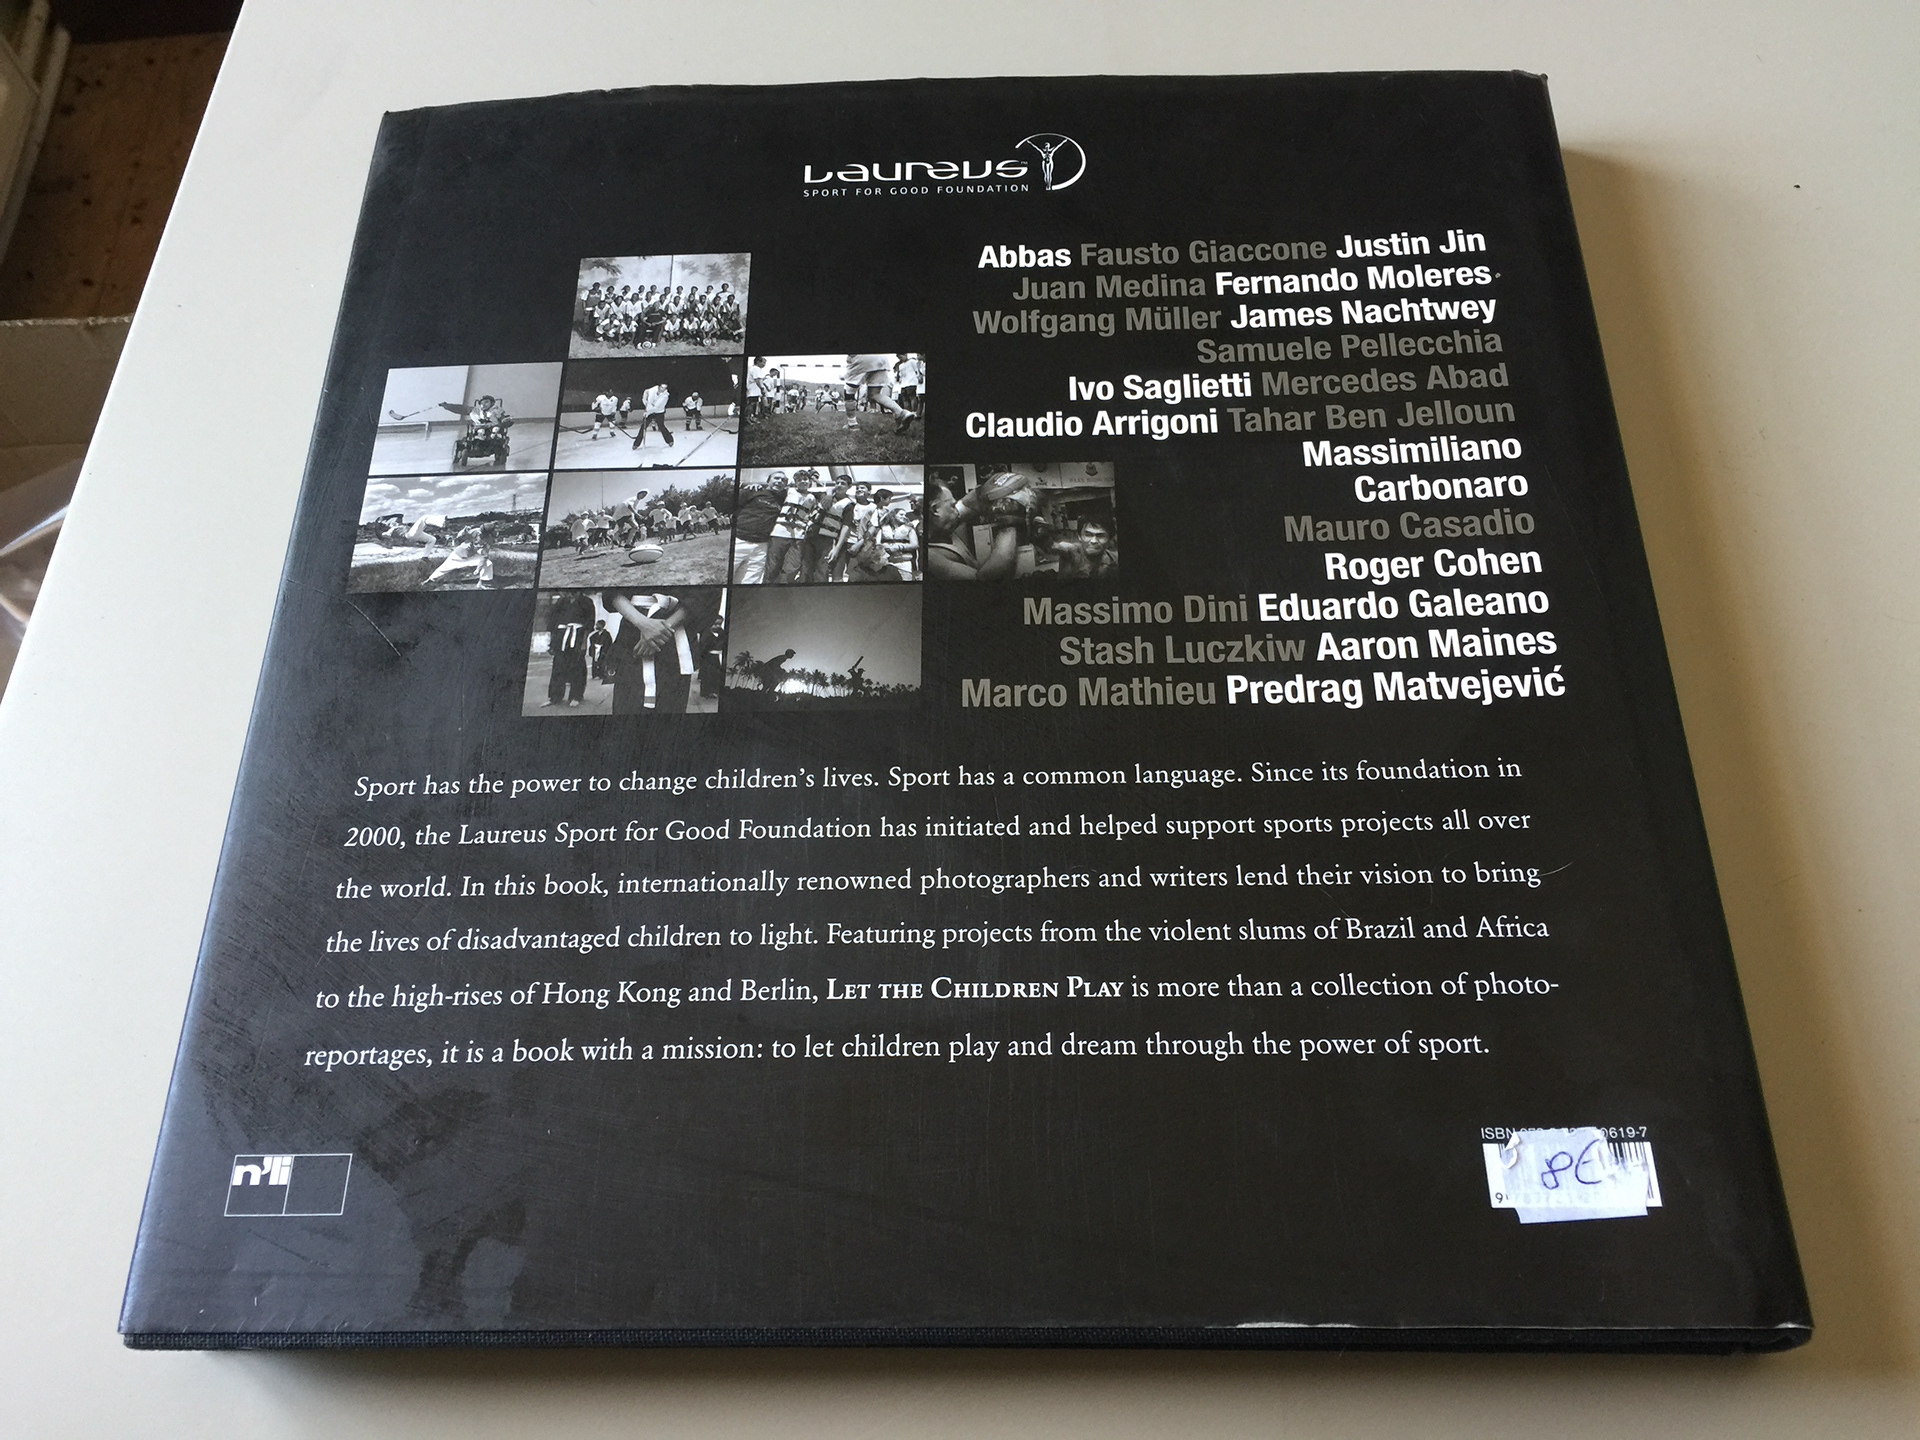 Laureus™
SPORT FOR GOOD FOUNDATION
Abbas Fausto Giaccone Justin Jin
Juan Medina Fernando Moleres
Wolfgang Müller James Nachtwey
Samuele Pellecchia
Ivo Saglietti Mercedes Abad
Claudio Arrigoni Tahar Ben Jelloun
Massimiliano
Carbonaro
Mauro Casadio
Roger Cohen
Massimo Dini Eduardo Galeano
Stash Luczkiw Aaron Maines
Marco Mathieu Predrag Matvejević
Sport has the power to change children's lives. Sport has a common language. Since its foundation in
2000, the Laureus Sport for Good Foundation has initiated and helped support sports projects all over
the world. In this book, internationally renowned photographers and writers lend their vision to bring
the lives of disadvantaged children to light. Featuring projects from the violent slums of Brazil and Africa
to the high-rises of Hong Kong and Berlin, LET THE CHILDREN PLAY is more than a collection of photo-
reportages, it is a book with a mission: to let children play and dream through the power of sport.
n'li
ISBN 0619-7
8€
9